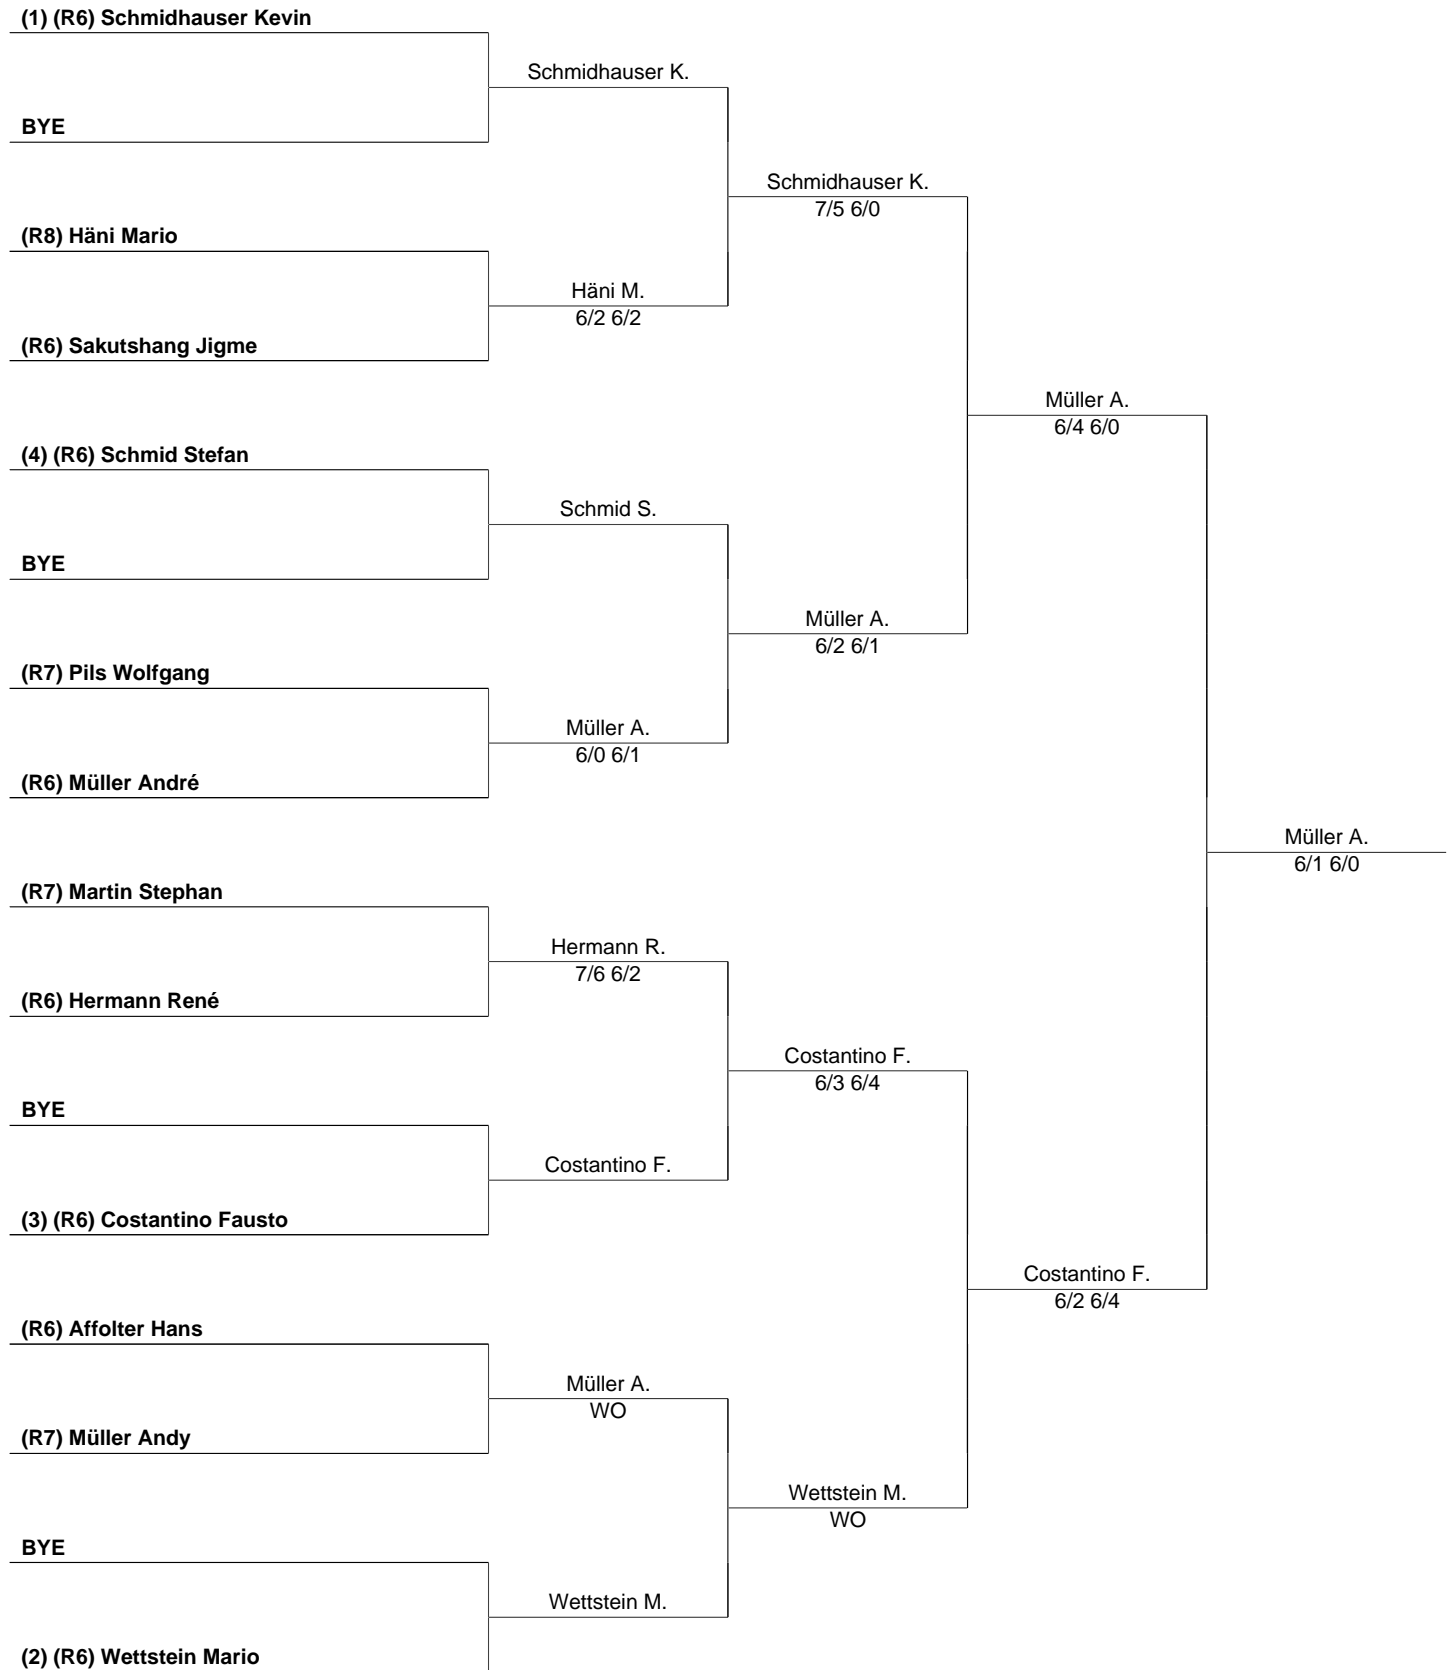 (1) (R6) Schmidhauser Kevin
Schmidhauser K.
BYE
Schmidhauser K.
7/5 6/0
(R8) Häni Mario
Häni M.
6/2 6/2
(R6) Sakutshang Jigme
Müller A.
6/4 6/0
(4) (R6) Schmid Stefan
Schmid S.
BYE
Müller A.
6/2 6/1
(R7) Pils Wolfgang
Müller A.
6/0 6/1
(R6) Müller André
Müller A.
6/1 6/0
(R7) Martin Stephan
Hermann R.
7/6 6/2
(R6) Hermann René
Costantino F.
6/3 6/4
BYE
Costantino F.
(3) (R6) Costantino Fausto
Costantino F.
6/2 6/4
(R6) Affolter Hans
Müller A.
WO
(R7) Müller Andy
Wettstein M.
WO
BYE
Wettstein M.
(2) (R6) Wettstein Mario